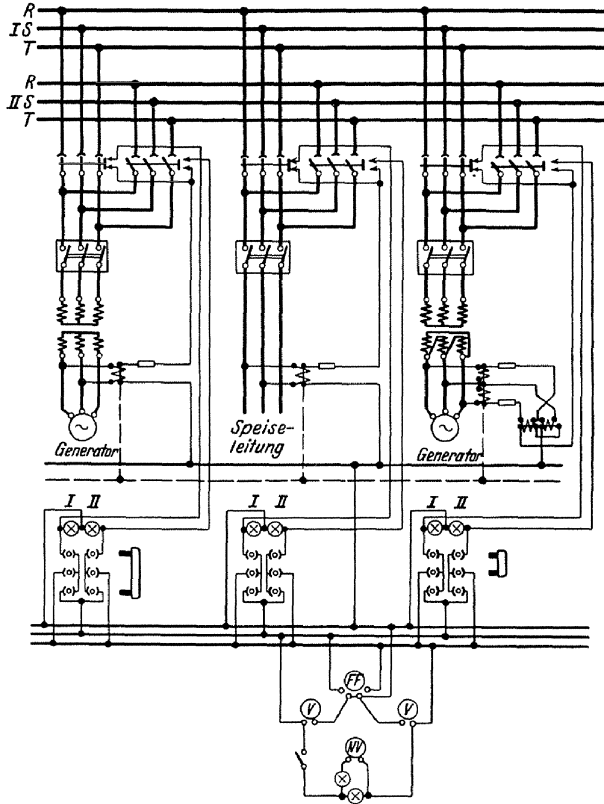 R
I S
T
R
II S
T
Generator
Speise-
leitung
Generator
I II
I II
I II
FF
V V
NV